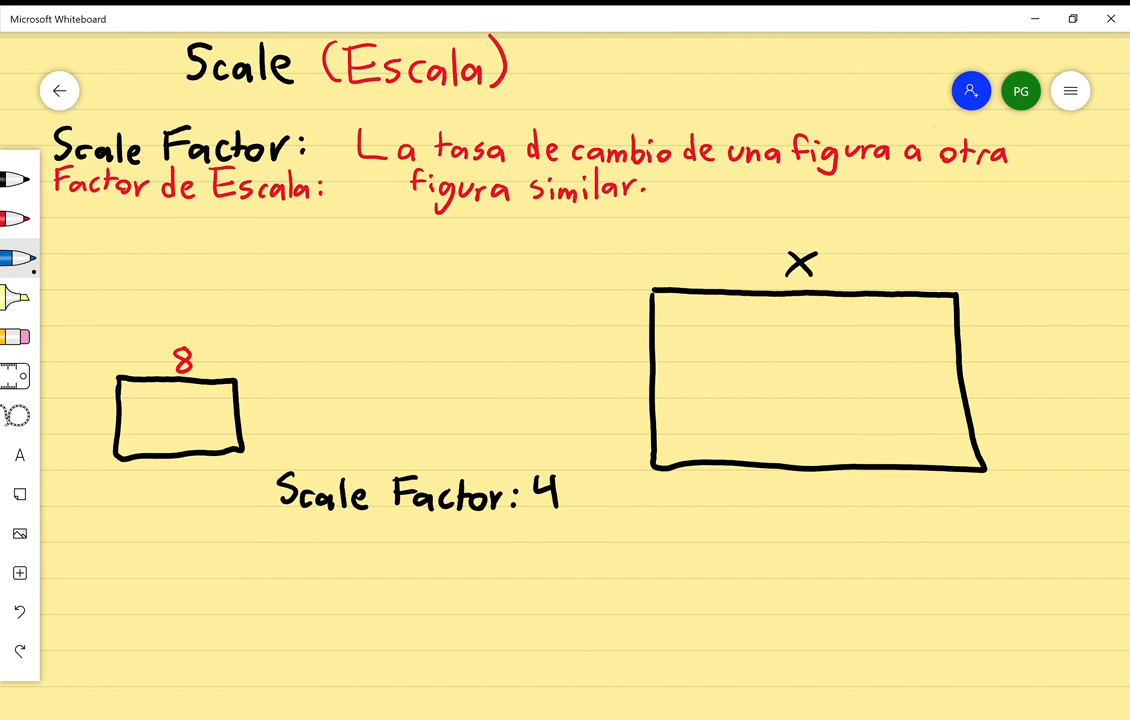 Microsoft Whiteboard
Scale (Escala)
PG
Scale Factor: La tasa de cambio de una figura a otra
Factor de Escala: figura similar.
X
8
Scale Factor: 4
A